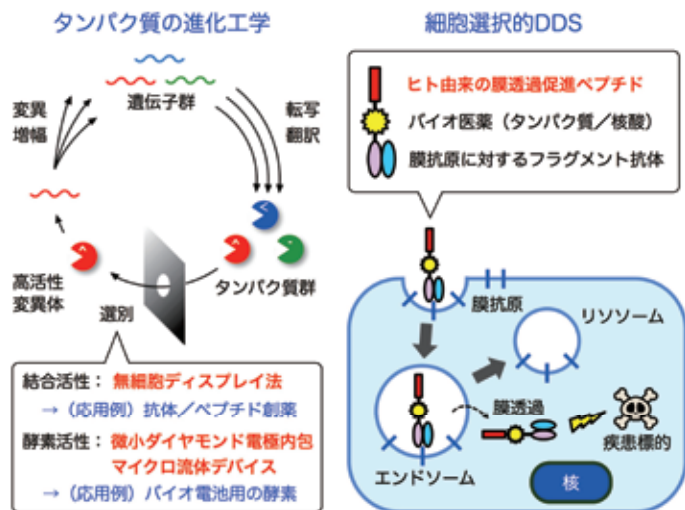 タンパク質の進化工学
遺伝子群
変異
増幅
転写
翻訳
高活性
変異体
選別
タンパク質群
結合活性：無細胞ディスプレイ法
→（応用例）抗体／ペプチド創薬
酵素活性：微小ダイヤモンド電極内包
マイクロ流体デバイス
→（応用例）バイオ電池用の酵素
細胞選択的DDS
ヒト由来の膜透過促進ペプチド
バイオ医薬（タンパク質／核酸）
膜抗原に対するフラグメント抗体
膜抗原
リソソーム
膜透過
疾患標的
エンドソーム
核